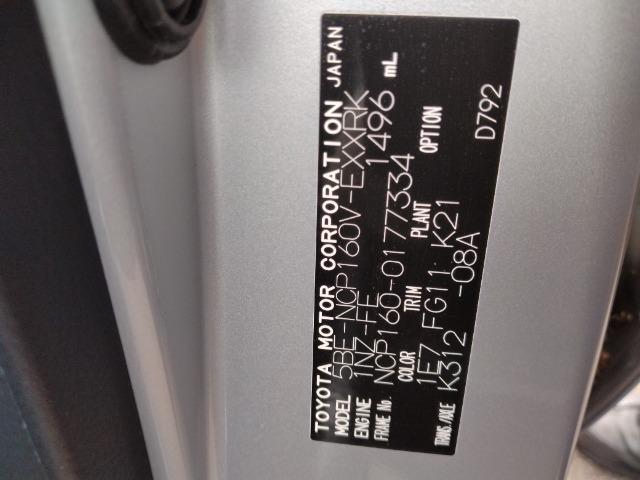 TOYOTA MOTOR CORPORATION JAPAN
MODEL 5BE-NCP160V-EXXRK
ENGINE 1NZ-FE 1496 mL
FRAME No. NCP160-0177334
COLOR TRIM PLANT OPTION
1E7 FG11 K21
TRANS./AXLE K312 -08A D792